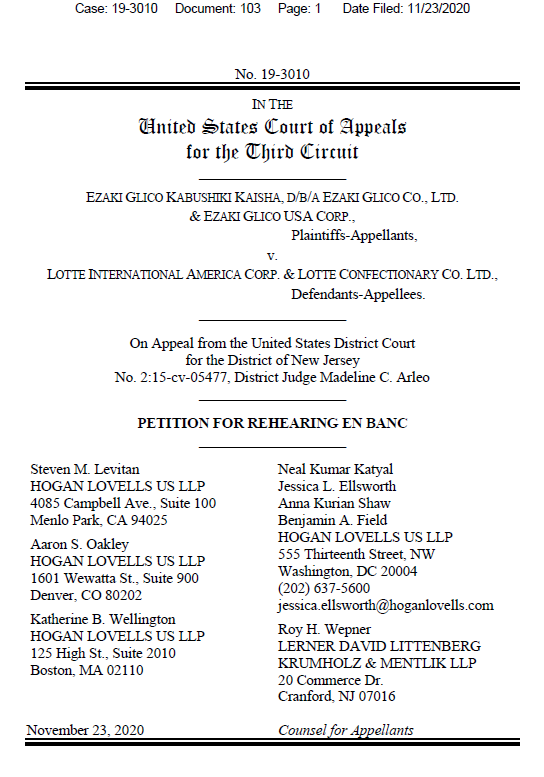 Case: 19-3010 Document: 103 Page: 1 Date Filed: 11/23/2020
No. 19-3010
IN THE
United States Court of Appeals
for the Third Circuit
EZAKI GLICO KABUSHIKI KAISHA, D/B/A EZAKI GLICO CO., LTD.
& EZAKI GLICO USA CORP.,
Plaintiffs-Appellants,
v.
LOTTE INTERNATIONAL AMERICA CORP. & LOTTE CONFECTIONARY CO. LTD.,
Defendants-Appellees.
On Appeal from the United States District Court
for the District of New Jersey
No. 2:15-cv-05477, District Judge Madeline C. Arleo
PETITION FOR REHEARING EN BANC
Steven M. Levitan
HOGAN LOVELLS US LLP
4085 Campbell Ave., Suite 100
Menlo Park, CA 94025
Aaron S. Oakley
HOGAN LOVELLS US LLP
1601 Wewatta St., Suite 900
Denver, CO 80202
Katherine B. Wellington
HOGAN LOVELLS US LLP
125 High St., Suite 2010
Boston, MA 02110
Neal Kumar Katyal
Jessica L. Ellsworth
Anna Kurian Shaw
Benjamin A. Field
HOGAN LOVELLS US LLP
555 Thirteenth Street, NW
Washington, DC 20004
(202) 637-5600
jessica.ellsworth@hoganlovells.com
Roy H. Wepner
LERNER DAVID LITTENBERG
KRUMHOLZ & MENTLIK LLP
20 Commerce Dr.
Cranford, NJ 07016
November 23, 2020
Counsel for Appellants